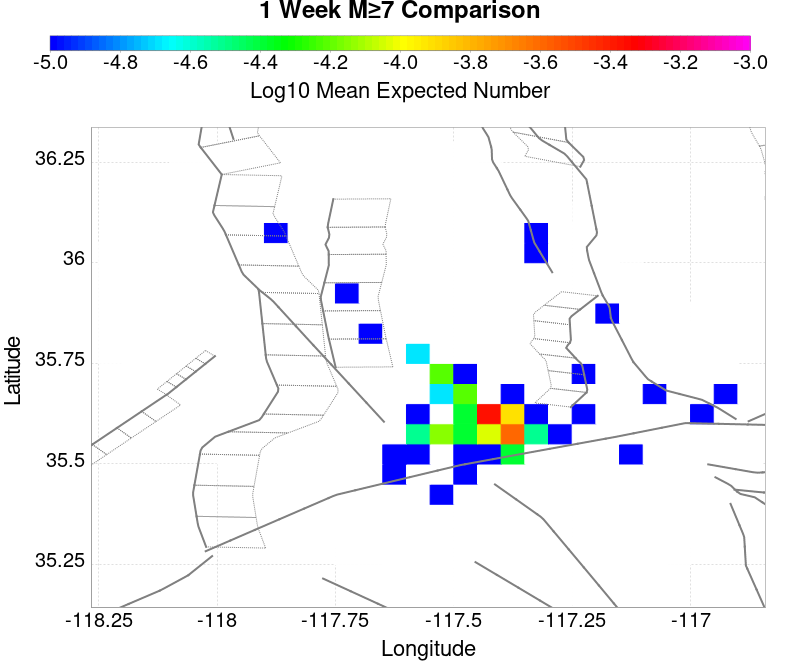 1 Week M≥7 Comparison
-5.0 -4.8 -4.6 -4.4 -4.2 -4.0 -3.8 -3.6 -3.4 -3.2 -3.0
Log10 Mean Expected Number
36.25
36
35.75
35.5
35.25
Latitude
-118.25 -118 -117.75 -117.5 -117.25 -117
Longitude